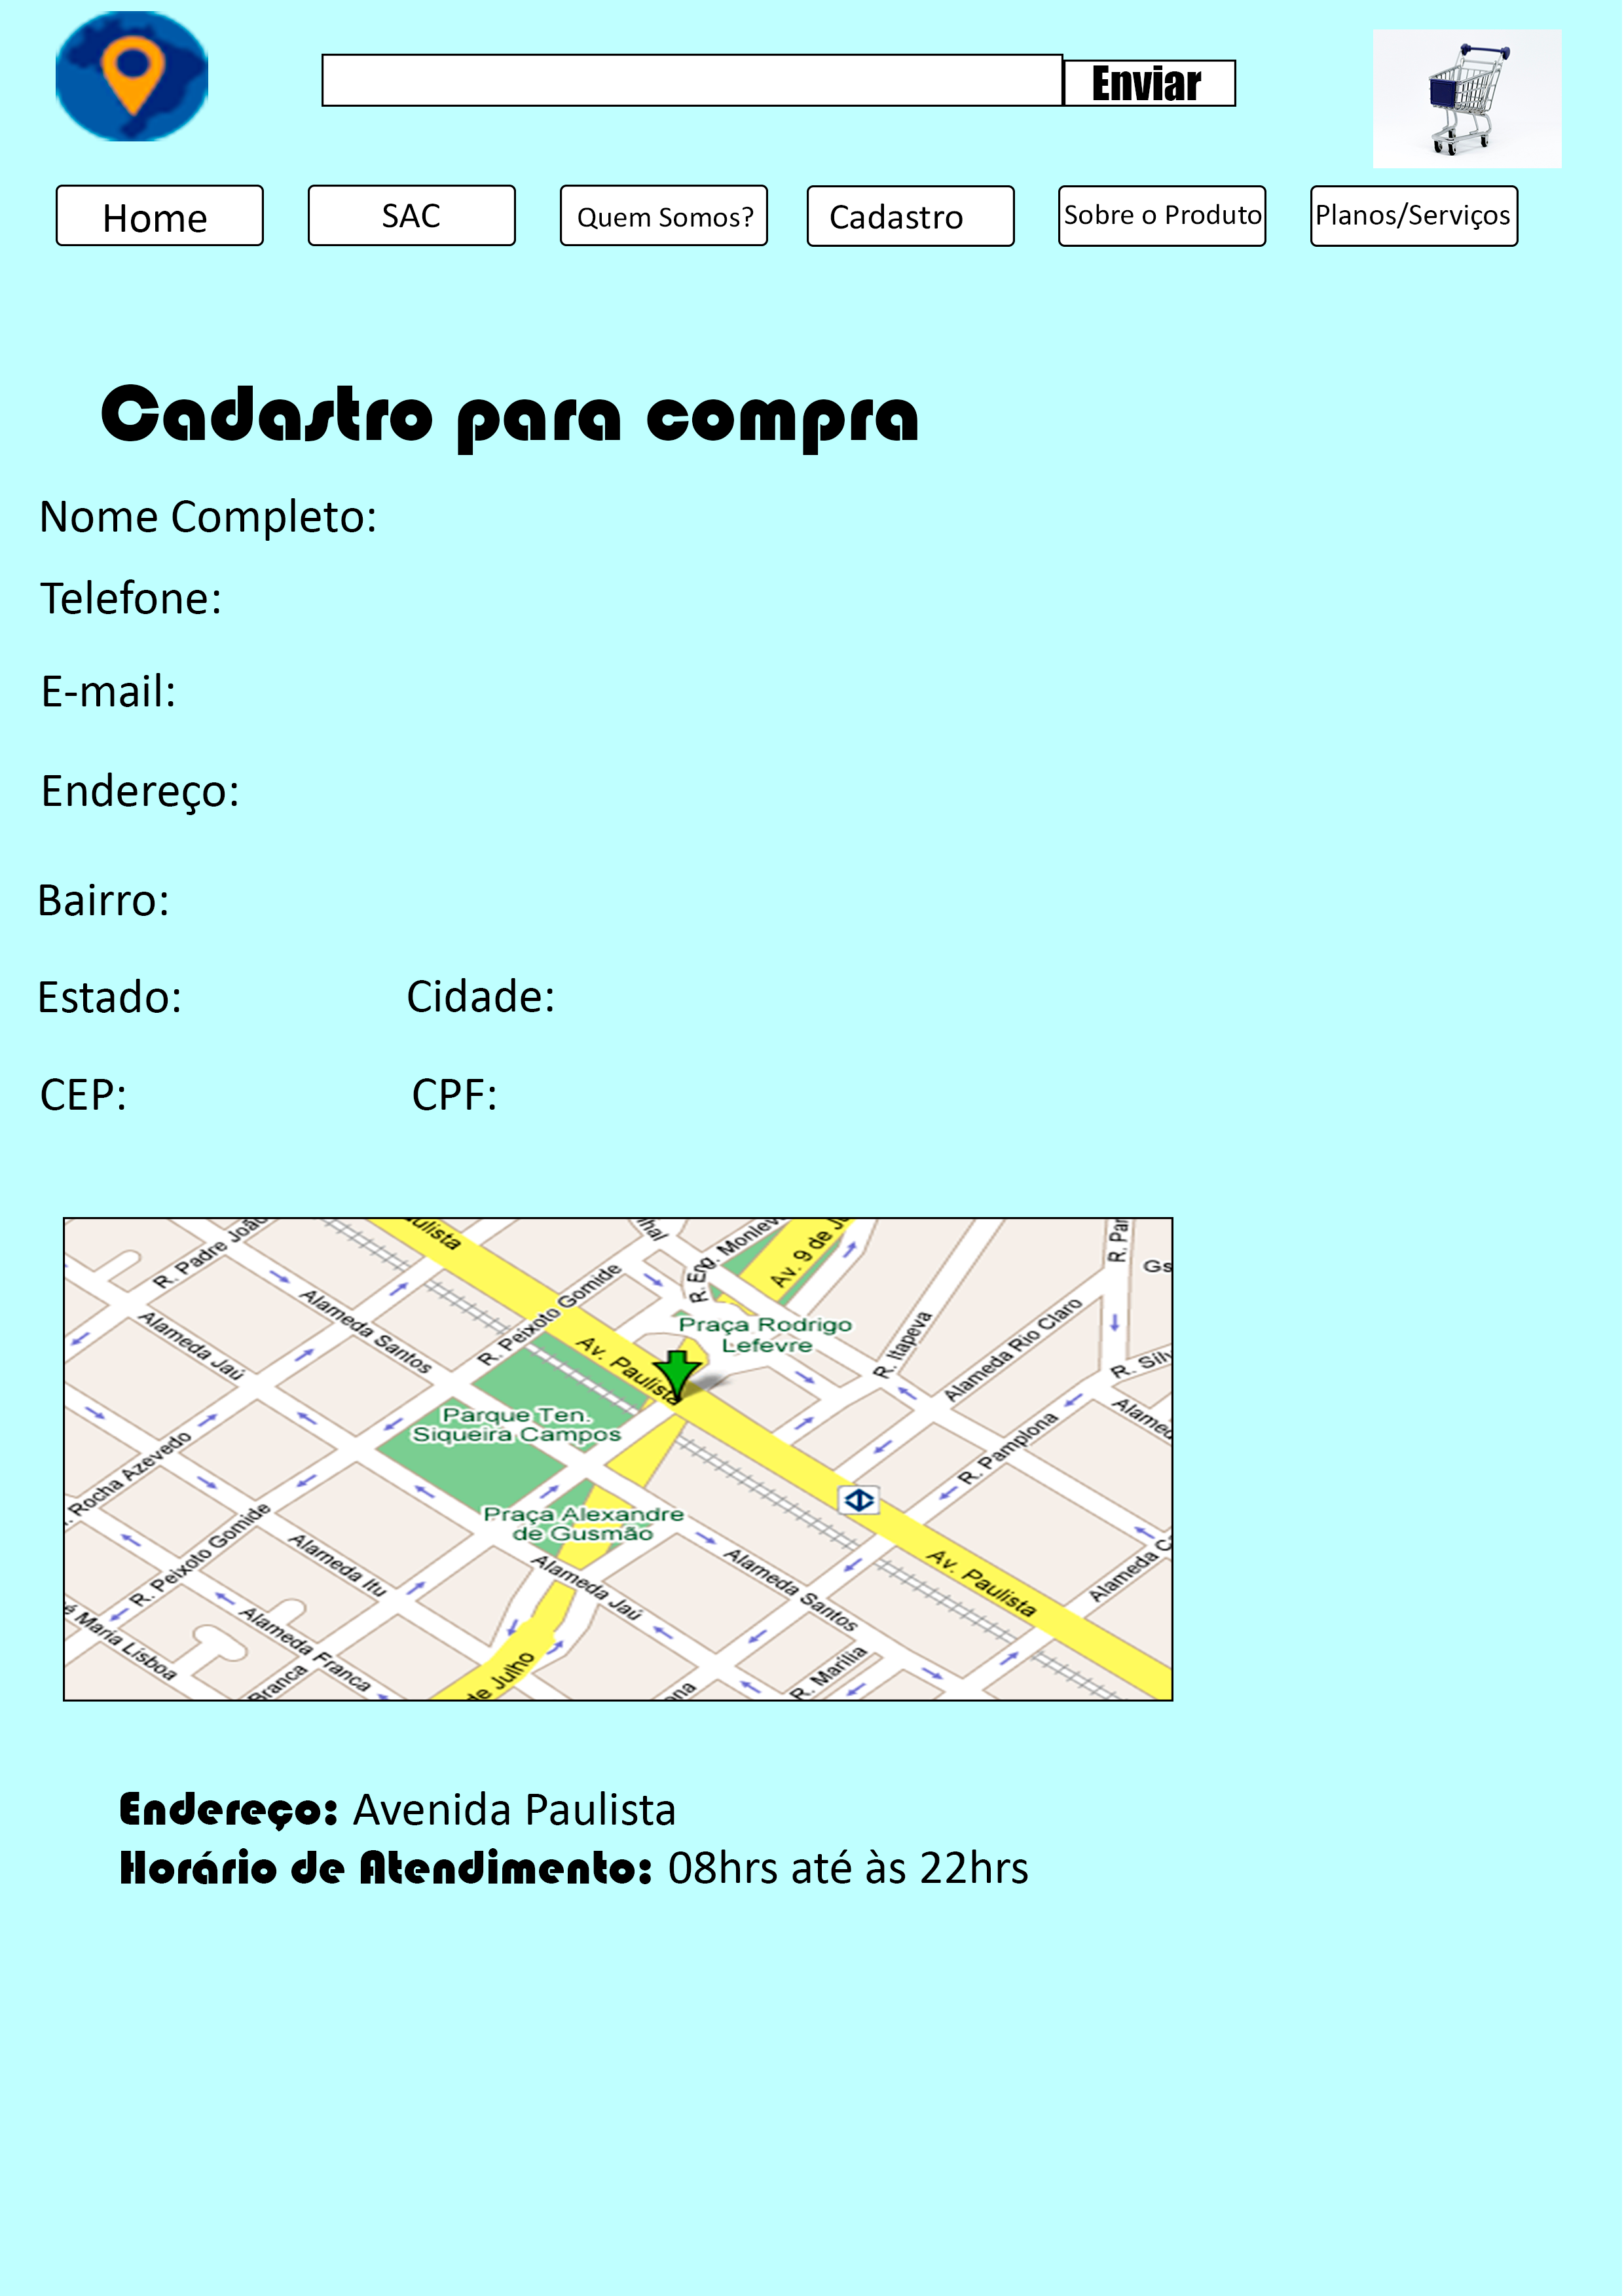 Enviar
Home
SAC
Quem Somos?
Cadastro
Sobre o Produto
Planos/Serviços
Cadastro para compra
Nome Completo:
Telefone:
E-mail:
Endereço:
Bairro:
Estado: Cidade:
CEP: CPF:
aulista
R. Padre João
R. Eng. Monlev
Av. 9 de Ju
R. Par
Gs
Alameda Santos
Alameda Jaú
R. Peixoto Gomide
Av. Paulista
Praça Rodrigo
Lefevre
R. Itapeva
Alameda Rio Claro
R. Silv
Alamed
Parque Ten.
Siqueira Campos
R. Pamplona
Rocha Azevedo
Praça Alexandre
de Gusmão
R. Peixoto Gomide
Alameda Itu
Alameda Jaú
Alameda Santos
Av. Paulista
Alameda C
é Maria Lisboa
Alameda Franca
Branca
de Julho
ena
R. Marília
Endereço: Avenida Paulista
Horário de Atendimento: 08hrs até às 22hrs